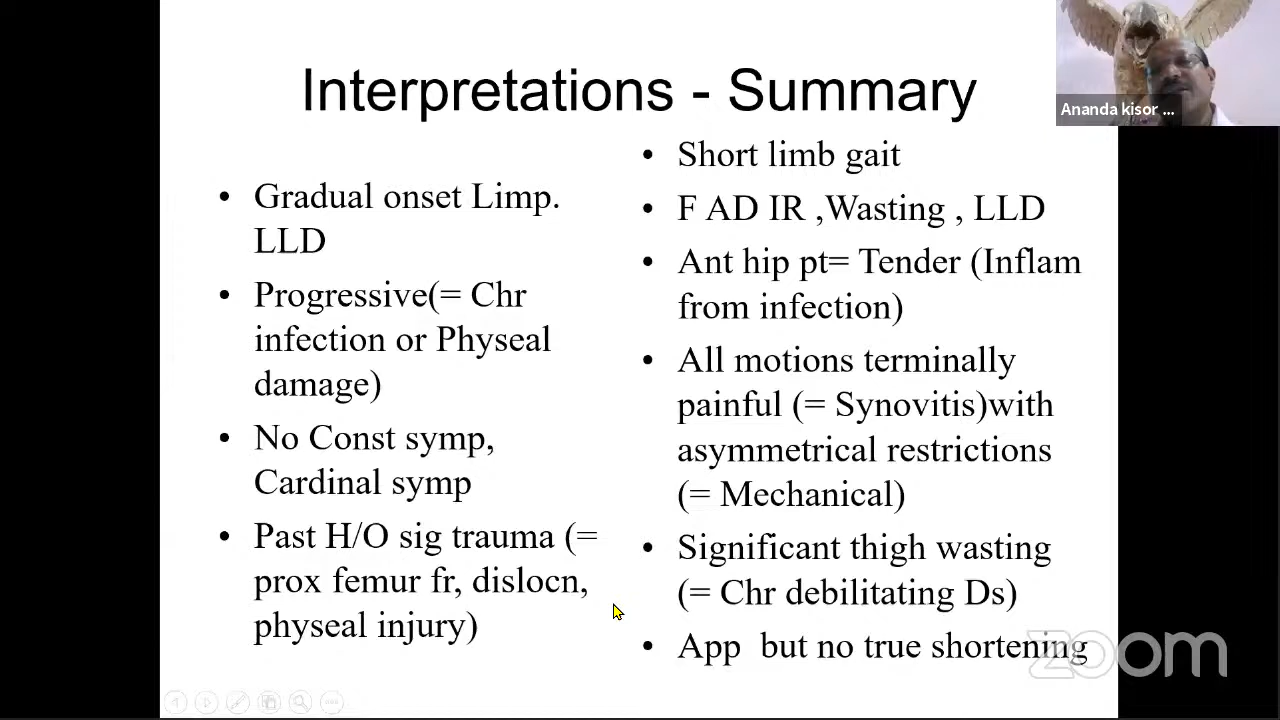 Interpretations - Summary
• Gradual onset Limp.
LLD
• Progressive(= Chr
infection or Physeal
damage)
• No Const symp,
Cardinal symp
• Past H/O sig trauma (=
prox femur fr, dislocn,
physeal injury)
• Short limb gait
• F AD IR ,Wasting , LLD
• Ant hip pt= Tender (Inflam
from infection)
• All motions terminally
painful (= Synovitis)with
asymmetrical restrictions
(= Mechanical)
• Significant thigh wasting
(= Chr debilitating Ds)
• App  but no true shortening
Ananda kisor ...
zoom